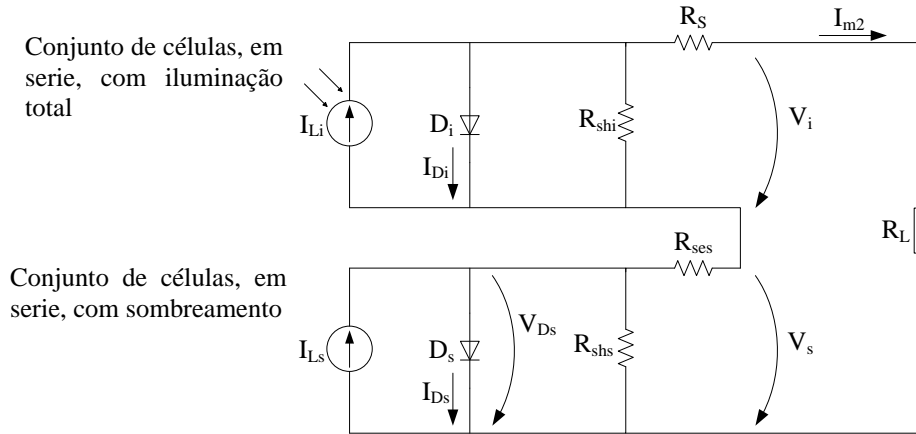 R_S
I_m2
Conjunto de células, em
serie, com iluminação
total
I_Li
D_i
R_shi
V_i
I_Di
R_L
R_ses
Conjunto de células, em
serie, com sombreamento
I_Ls
D_s
V_Ds
R_shs
V_s
I_Ds